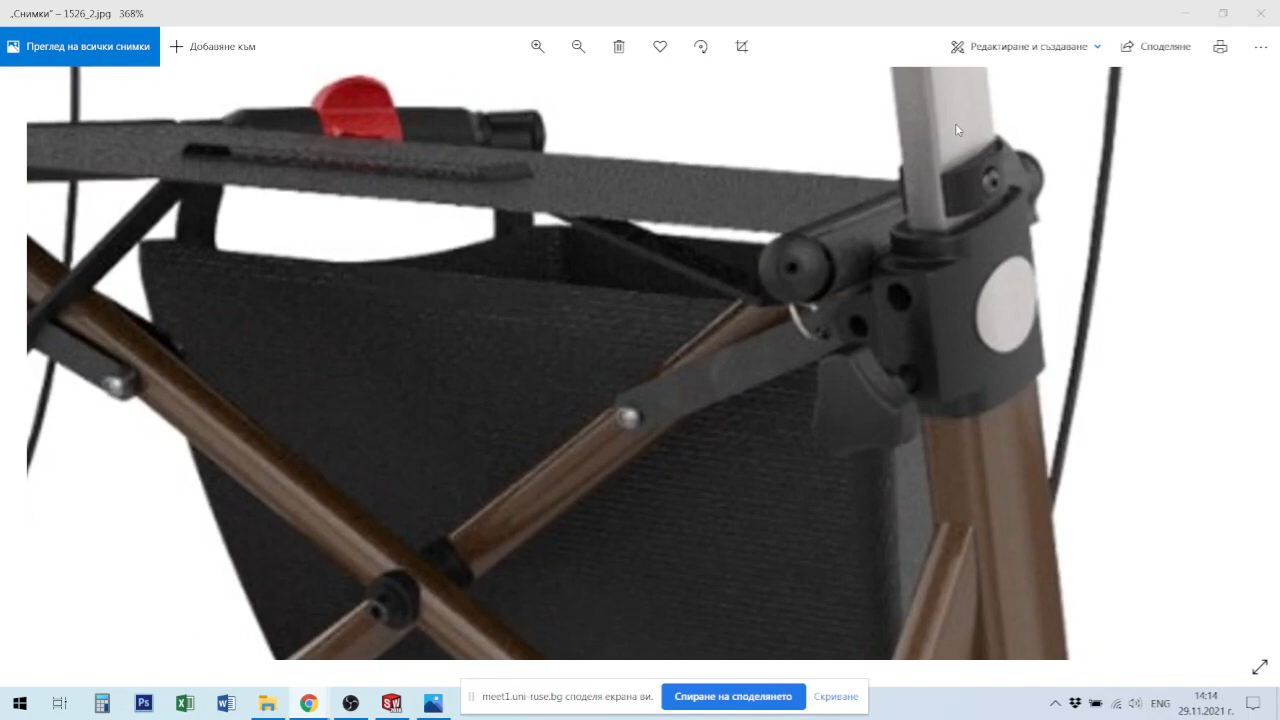 „Снимки“ – 1526_2.jpg 368%
Преглед на всички снимки
Добавяне към
Редактиране и създаване
Споделяне
meet1.uni-ruse.bg споделя екрана ви.
Спиране на споделянето
Скриване
ENG
14:14
29.11.2021 г.